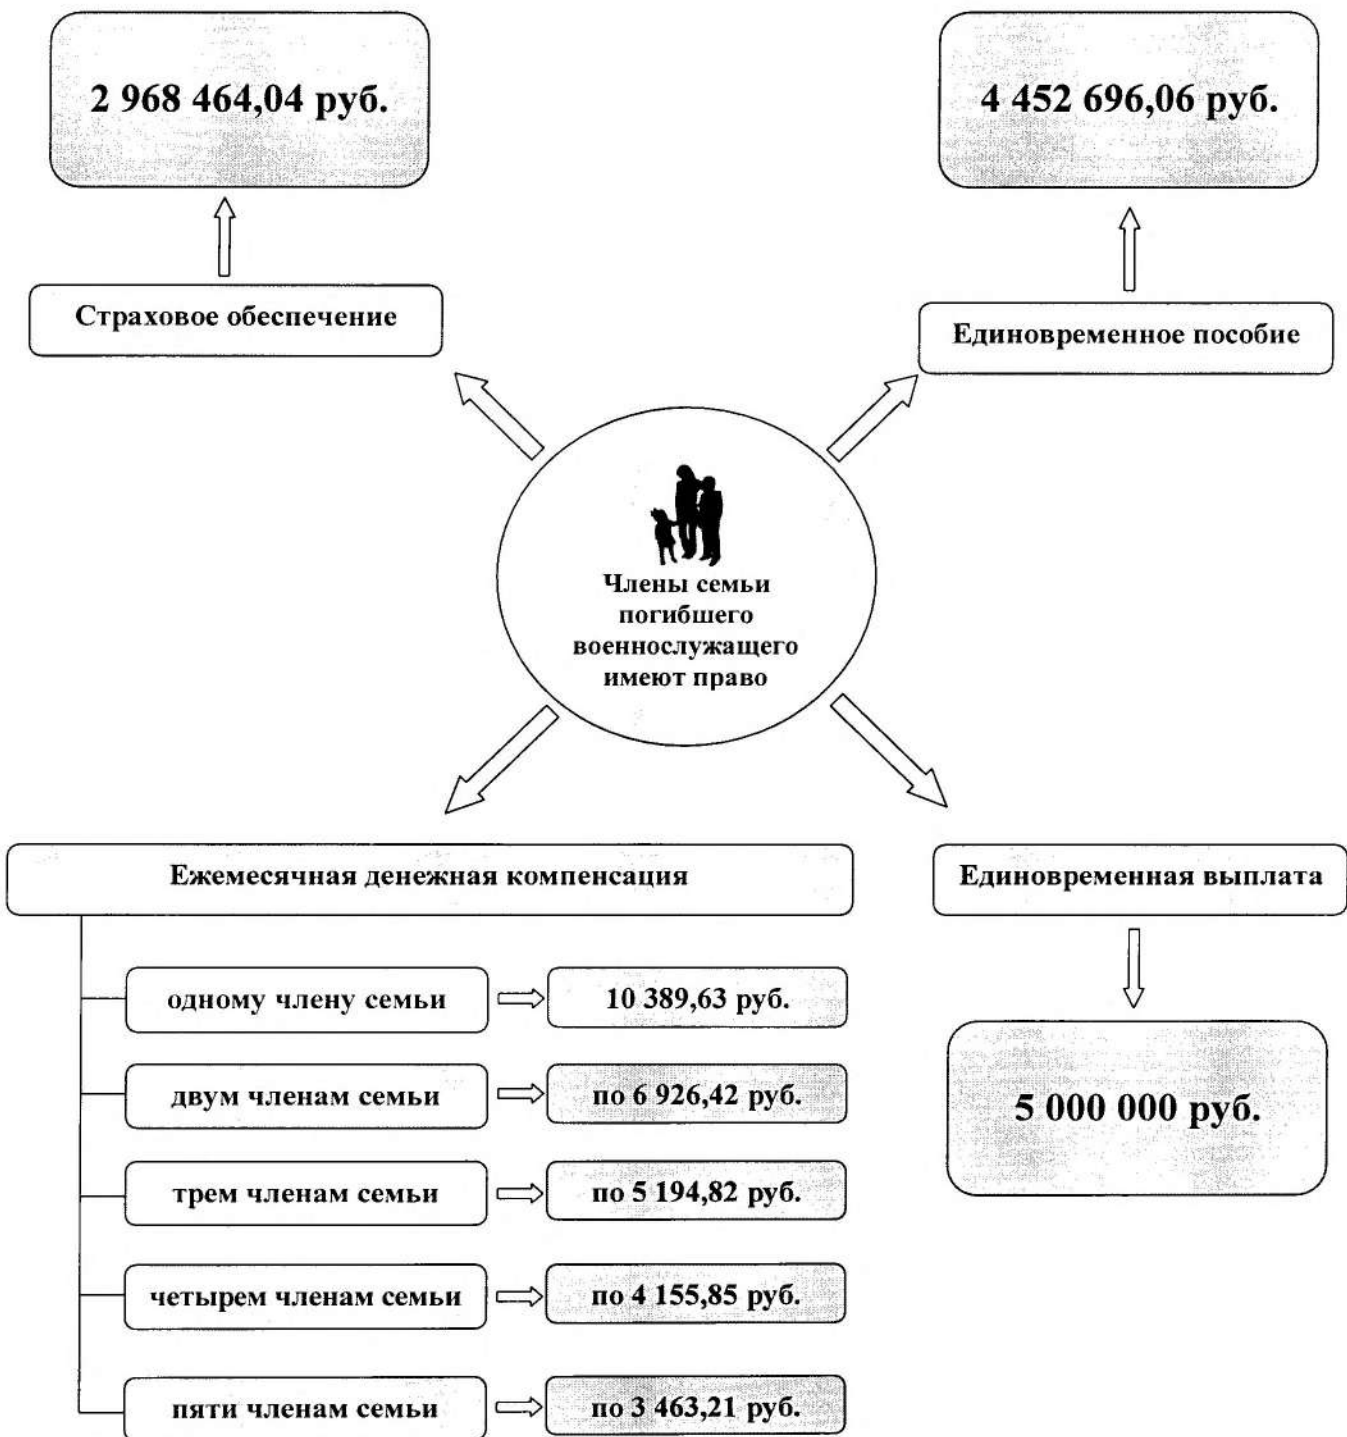 2 968 464,04 руб.
4 452 696,06 руб.
Страховое обеспечение
Единовременное пособие
Члены семьи
погибшего
военнослужащего
имеют право
Ежемесячная денежная компенсация
Единовременная выплата
одному члену семьи
10 389,63 руб.
двум членам семьи
по 6 926,42 руб.
трем членам семьи
по 5 194,82 руб.
четырем членам семьи
по 4 155,85 руб.
пяти членам семьи
по 3 463,21 руб.
5 000 000 руб.